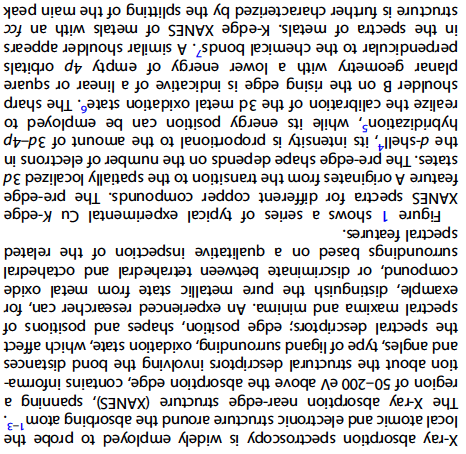 X-ray absorption spectroscopy is widely employed to probe the
local atomic and electronic structure around the absorbing atom1–3.
The X-ray absorption near-edge structure (XANES), spanning a
region of 50–200 eV above the absorption edge, contains informa-
tion about the structural descriptors involving the bond distances
and angles, type of ligand surrounding, oxidation state, which affect
the spectral descriptors; edge position, shapes and positions of
spectral maxima and minima. An experienced researcher can, for
example, distinguish the pure metallic state from metal oxide
compound, or discriminate between tetrahedral and octahedral
surroundings based on a qualitative inspection of the related
spectral features.
Figure 1 shows a series of typical experimental Cu K-edge
XANES spectra for different copper compounds. The pre-edge
feature A originates from the transition to the spatially localized 3d
states. The pre-edge shape depends on the number of electrons in
the d-shell4, its intensity is proportional to the amount of 3d–4p
hybridization5, while its energy position can be employed to
realize the calibration of the 3d metal oxidation state6. The sharp
shoulder B on the rising edge is indicative of a linear or square
planar geometry with a lower energy of empty 4p orbitals
perpendicular to the chemical bonds7. A similar shoulder appears
in the spectra of metals. K-edge XANES of metals with an fcc
structure is further characterized by the splitting of the main peak